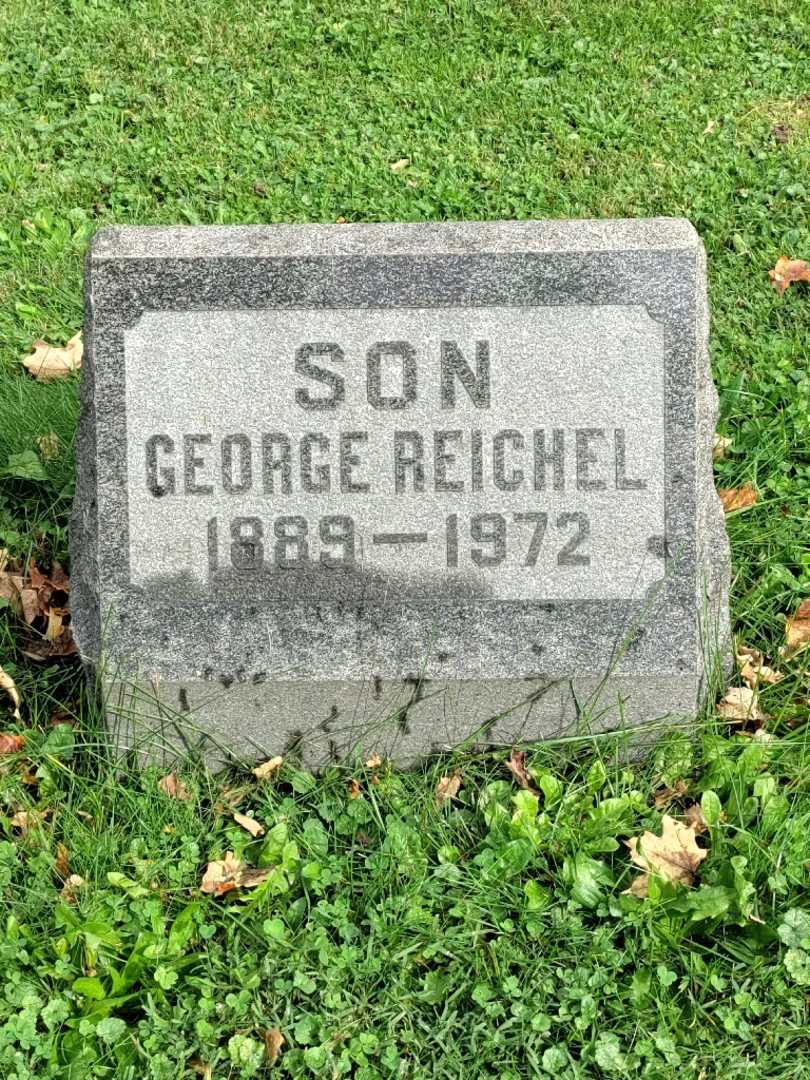 SON
GEORGE REICHEL
1889—1972